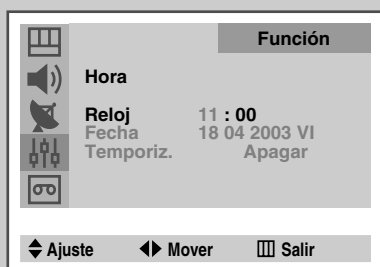 Función
Hora
Reloj 11 : 00
Fecha 18 04 2003 VI
Temporiz. Apagar
Ajuste Mover Salir